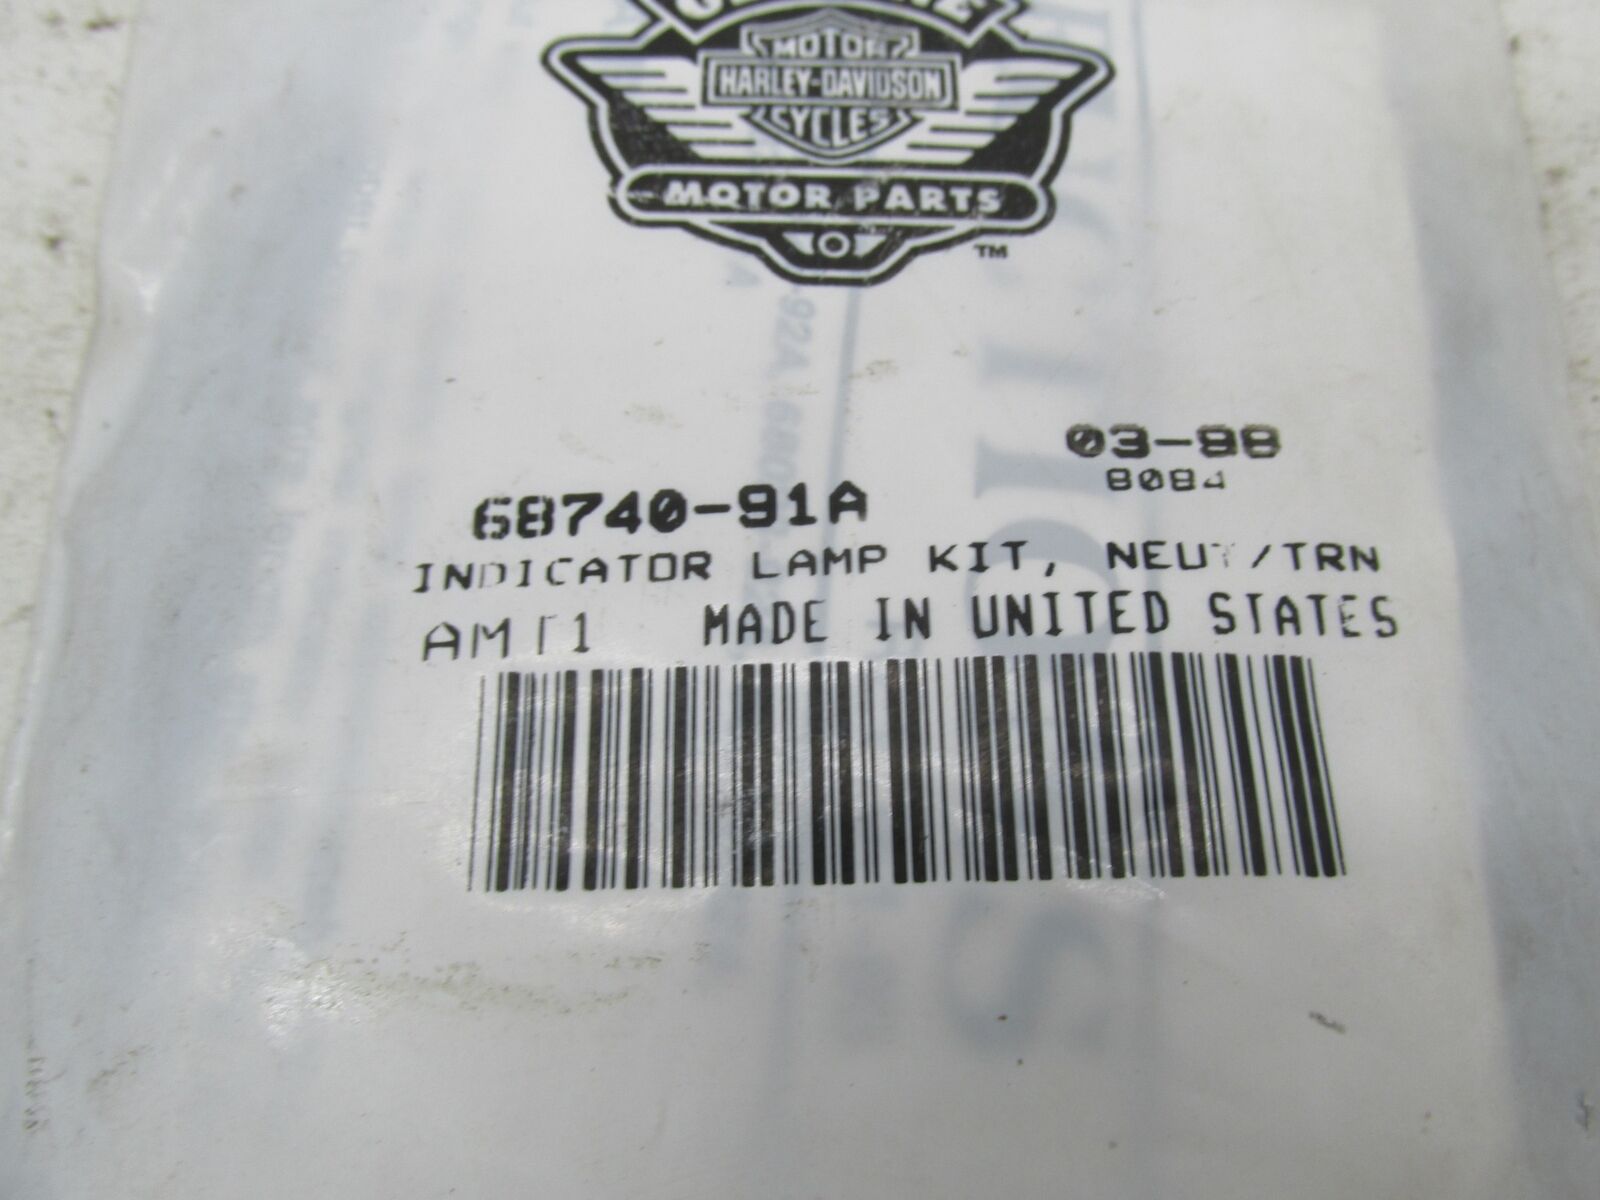 MOTOR
HARLEY-DAVIDSON
CYCLES
MOTOR PARTS
TM
03-88
8084
68740-91A
INDICATOR LAMP KIT, NEUT/TRN
AMT1 MADE IN UNITED STATES